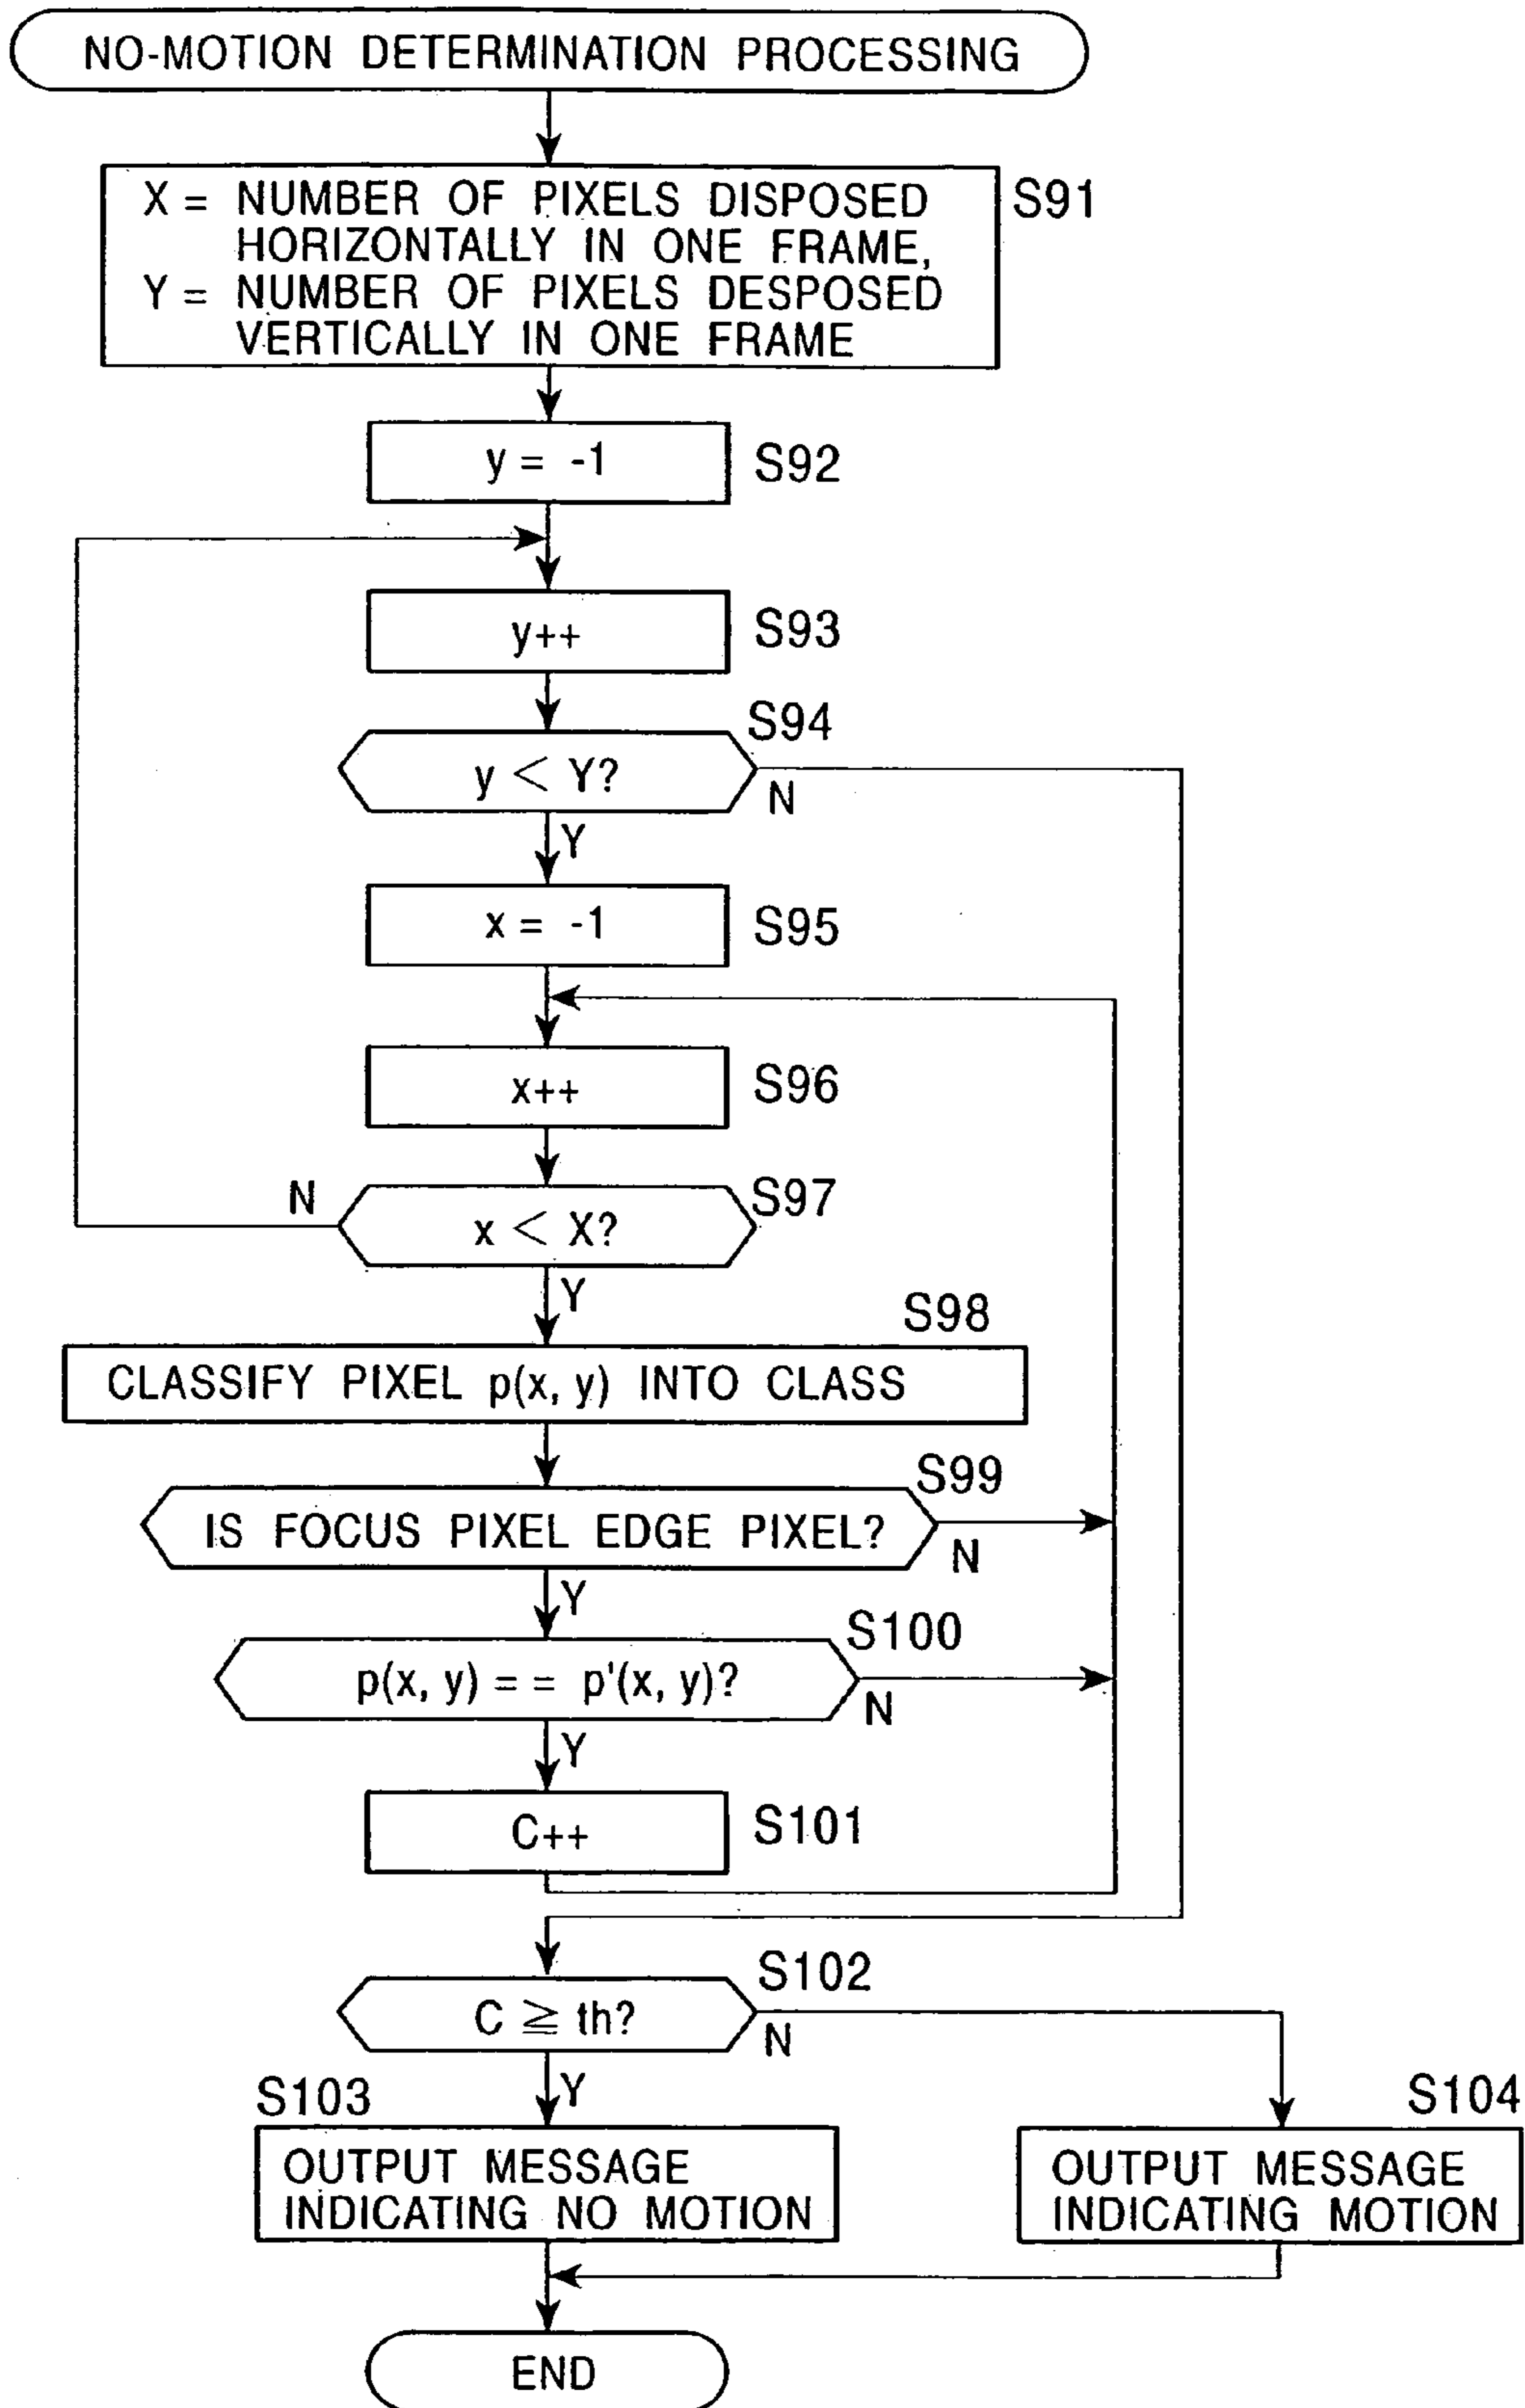 NO-MOTION DETERMINATION PROCESSING
X = NUMBER OF PIXELS DISPOSED
HORIZONTALLY IN ONE FRAME,
Y = NUMBER OF PIXELS DESPOSED
VERTICALLY IN ONE FRAME
S91
y = -1
S92
y++
S93
S94
y < Y?
N
Y
x = -1
S95
x++
S96
S97
N
x < X?
Y
S98
CLASSIFY PIXEL p(x, y) INTO CLASS
S99
IS FOCUS PIXEL EDGE PIXEL?
N
Y
S100
p(x, y) = = p'(x, y)?
N
Y
C++
S101
S102
C ≧ th?
N
Y
S103
OUTPUT MESSAGE
INDICATING NO MOTION
S104
OUTPUT MESSAGE
INDICATING MOTION
END